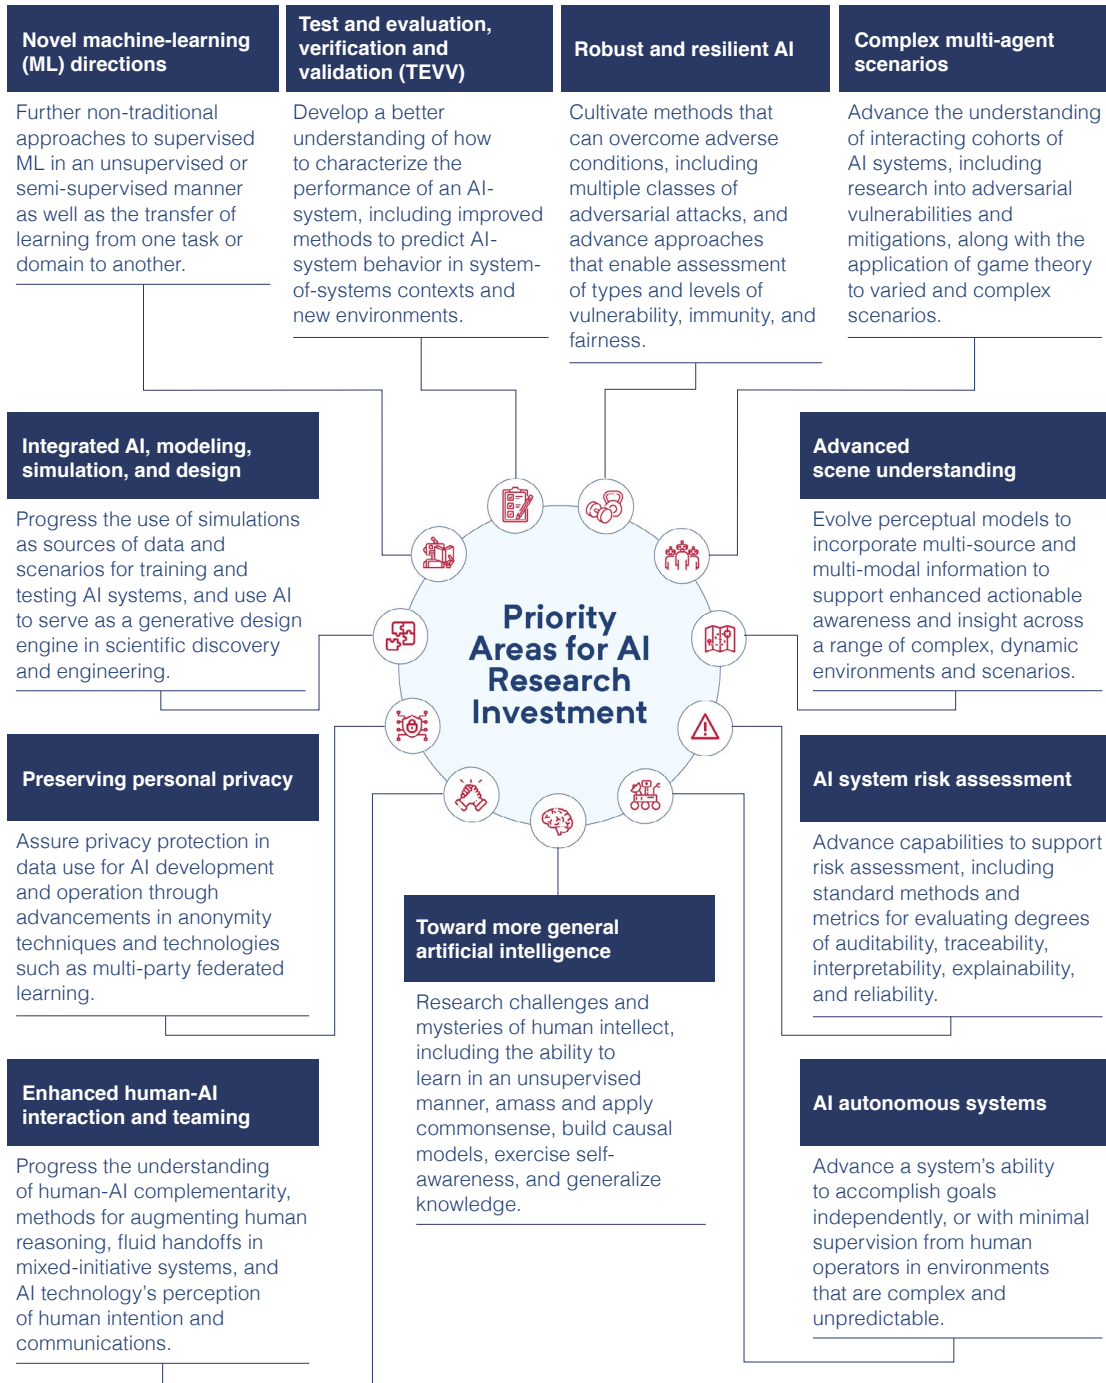 Novel machine-learning
(ML) directions
Further non-traditional
approaches to supervised
ML in an unsupervised or
semi-supervised manner
as well as the transfer of
learning from one task or
domain to another.
Test and evaluation,
verification and
validation (TEVV)
Develop a better
understanding of how
to characterize the
performance of an AI-
system, including improved
methods to predict AI-
system behavior in system-
of-systems contexts and
new environments.
Robust and resilient AI
Cultivate methods that
can overcome adverse
conditions, including
multiple classes of
adversarial attacks, and
advance approaches
that enable assessment
of types and levels of
vulnerability, immunity, and
fairness.
Complex multi-agent
scenarios
Advance the understanding
of interacting cohorts of
AI systems, including
research into adversarial
vulnerabilities and
mitigations, along with the
application of game theory
to varied and complex
scenarios.
Integrated AI, modeling,
simulation, and design
Progress the use of simulations
as sources of data and
scenarios for training and
testing AI systems, and use AI
to serve as a generative design
engine in scientific discovery
and engineering.
Priority
Areas for AI
Research
Investment
Advanced
scene understanding
Evolve perceptual models to
incorporate multi-source and
multi-modal information to
support enhanced actionable
awareness and insight across
a range of complex, dynamic
environments and scenarios.
Preserving personal privacy
Assure privacy protection in
data use for AI development
and operation through
advancements in anonymity
techniques and technologies
such as multi-party federated
learning.
AI system risk assessment
Advance capabilities to support
risk assessment, including
standard methods and
metrics for evaluating degrees
of auditability, traceability,
interpretability, explainability,
and reliability.
Toward more general
artificial intelligence
Research challenges and
mysteries of human intellect,
including the ability to
learn in an unsupervised
manner, amass and apply
commonsense, build causal
models, exercise self-
awareness, and generalize
knowledge.
Enhanced human-AI
interaction and teaming
Progress the understanding
of human-AI complementarity,
methods for augmenting human
reasoning, fluid handoffs in
mixed-initiative systems, and
AI technology's perception
of human intention and
communications.
AI autonomous systems
Advance a system's ability
to accomplish goals
independently, or with minimal
supervision from human
operators in environments
that are complex and
unpredictable.